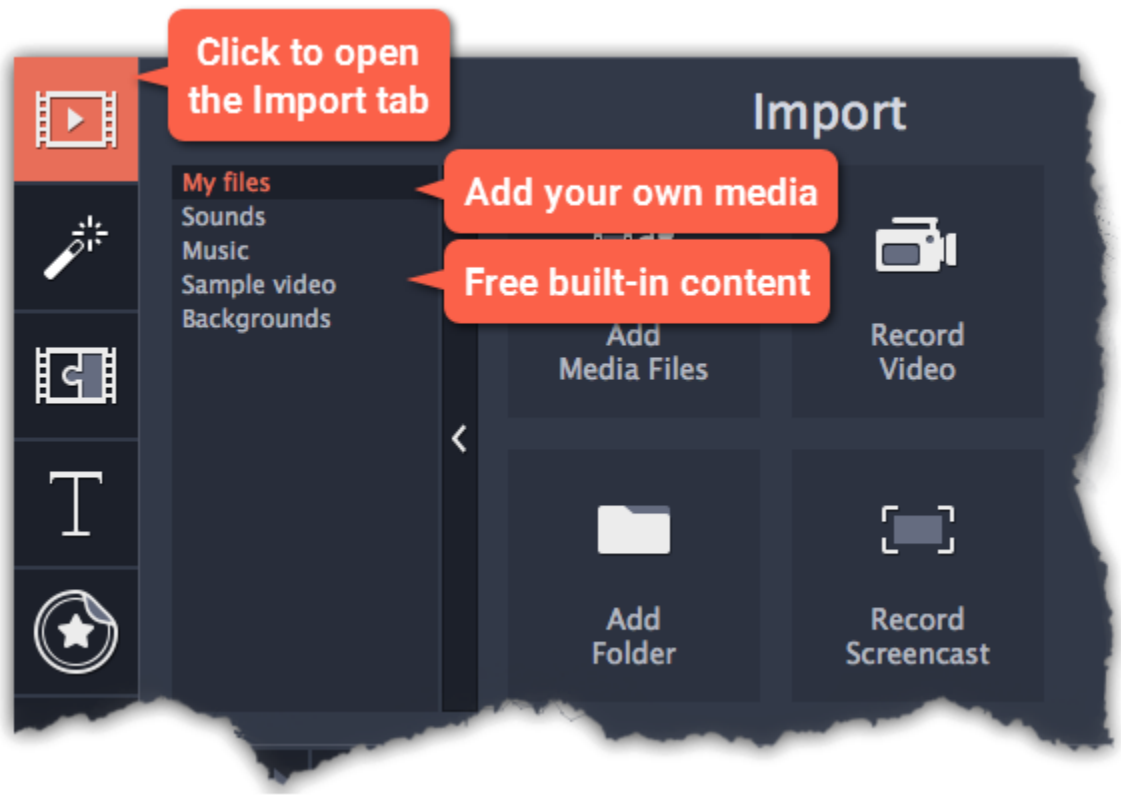 Click to open
the Import tab
Import
My files
Sounds
Music
Sample video
Backgrounds
Add your own media
Free built-in content
Add
Media Files
Record
Video
Add
Folder
Record
Screencast